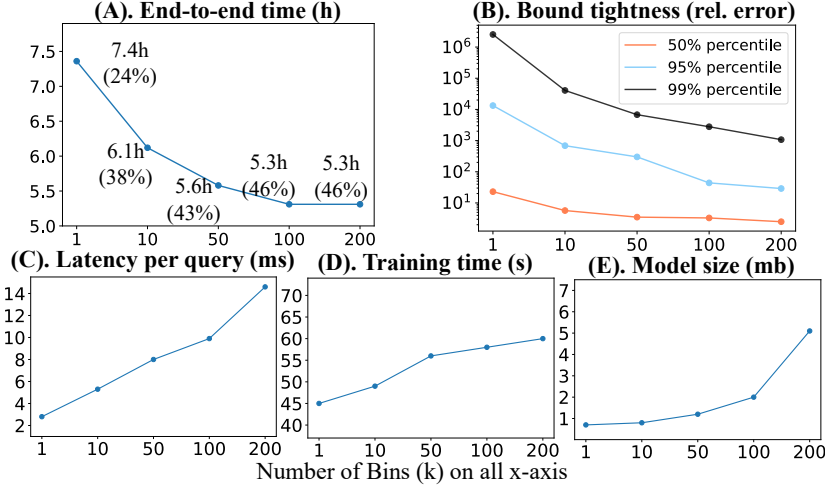 (A). End-to-end time (h)
7.5
7.0
6.5
6.0
5.5
5.0
7.4h
(24%)
6.1h
(38%)
5.6h
(43%)
5.3h
(46%)
5.3h
(46%)
1 10 50 100 200
(B). Bound tightness (rel. error)
10^6
10^5
10^4
10^3
10^2
10^1
50% percentile
95% percentile
99% percentile
1 10 50 100 200
(C). Latency per query (ms)
14
12
10
8
6
4
2
1 10 50 100 200
(D). Training time (s)
70
65
60
55
50
45
40
1 10 50 100 200
(E). Model size (mb)
7
6
5
4
3
2
1
1 10 50 100 200
Number of Bins (k) on all x-axis